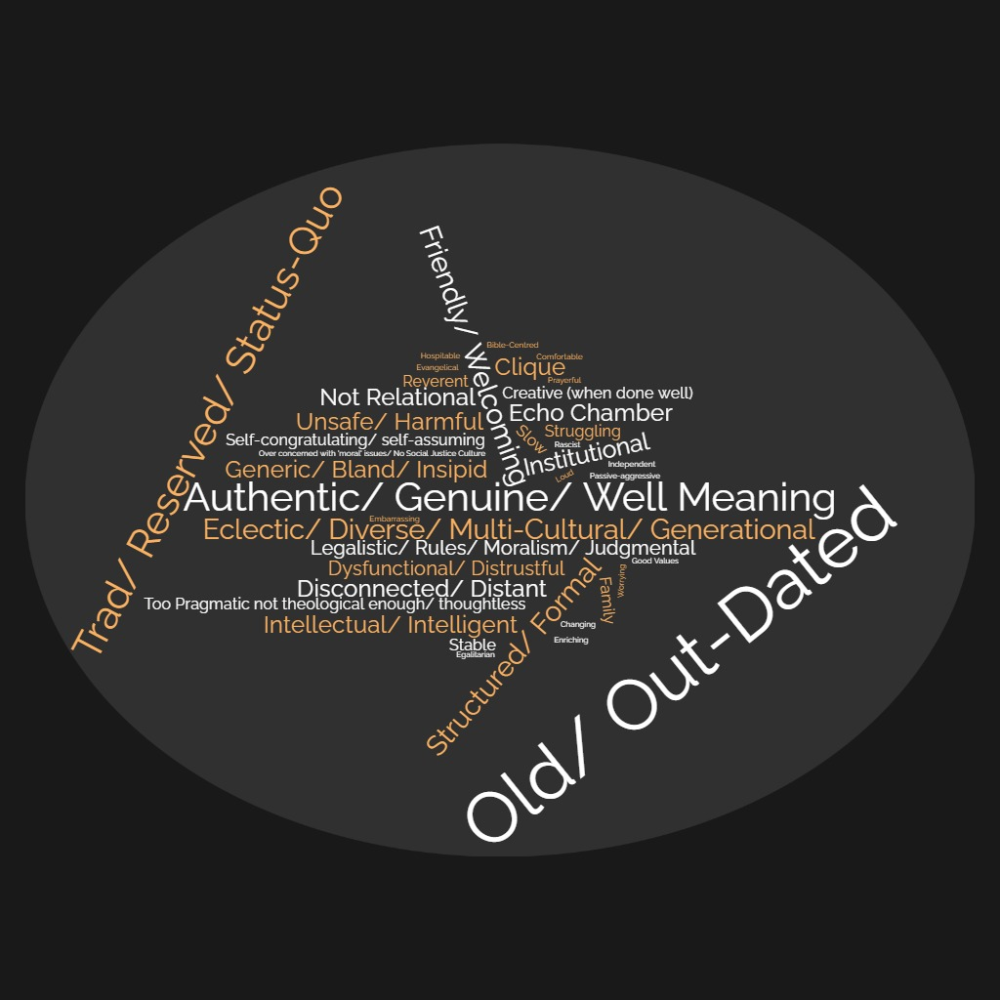 Trad/ Reserved/ Status-Quo
Friendly/ Welcoming
Bible-Centred
Hospitable
Comfortable
Evangelical
Clique
Reverent
Prayerful
Not Relational
Creative (when done well)
Echo Chamber
Unsafe/ Harmful
Slow
Struggling
Self-congratulating/ self-assuming
Rascist
Institutional
Over concerned with 'moral' issues/ No Social Justice Culture
Independent
Generic/ Bland/ Insipid
Loud
Passive-aggressive
Authentic/ Genuine/ Well Meaning
Embarrassing
Eclectic/ Diverse/ Multi-Cultural/ Generational
Legalistic/ Rules/ Moralism/ Judgmental
Good Values
Dysfunctional/ Distrustful
Worrying
Disconnected/ Distant
Family
Too Pragmatic not theological enough/ thoughtless
Intellectual/ Intelligent
Changing
Stable
Enriching
Egalitarian
Structured/ Formal
Old/ Out-Dated